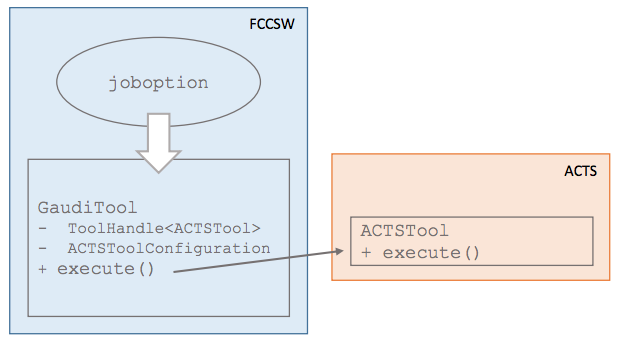 FCCSW
joboption
GaudiTool
- ToolHandle<ACTSTool>
- ACTSToolConfiguration
+ execute()
ACTS
ACTSTool
+ execute()